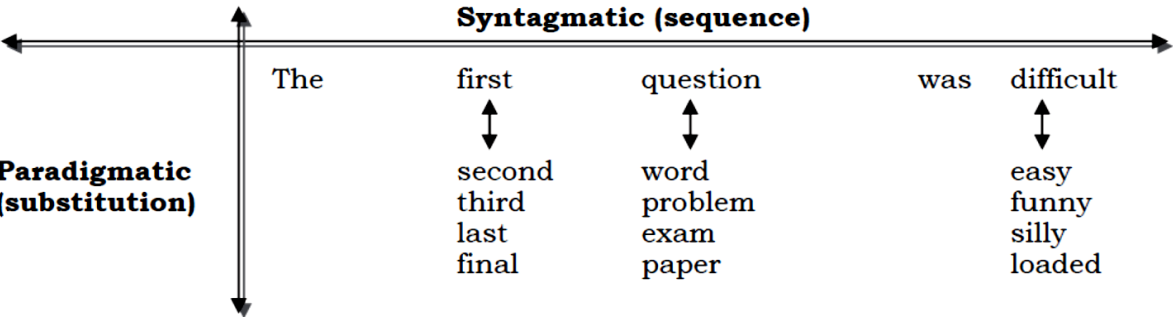 Syntagmatic (sequence)
The first question was difficult
Paradigmatic second word easy
(substitution) third problem funny
last exam silly
final paper loaded